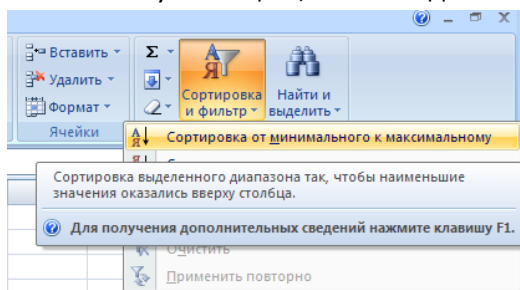 Вставить
Удалить
Формат
Ячейки
Σ
Сортировка
и фильтр
Найти и
выделить
Сортировка от минимального к максимальному
Сортировка выделенного диапазона так, чтобы наименьшие
значения оказались вверху столбца.
Для получения дополнительных сведений нажмите клавишу F1.
Очистить
Применить повторно